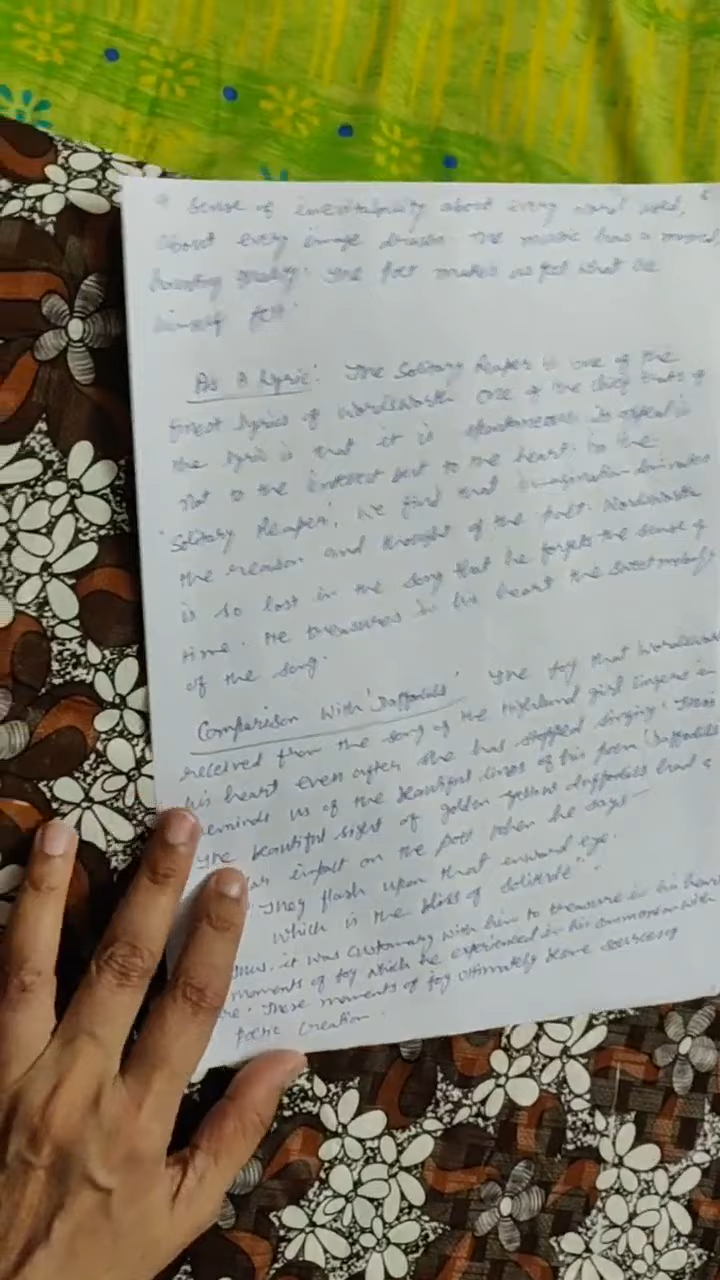 a sense of inevitability about every word used,
about every image drawn. The music has a
haunting quality. The poet makes us feel what he
himself felt.
As A Lyric: The Solitary Reaper is one of the
finest lyrics of Wordsworth. One of the chief traits of
the lyric is that it is spontaneous. Its appeal is
not to the intellect but to the heart. In the
'Solitary Reaper', we find that imagination dominates
the reason and thought of the poet. Wordsworth
is so lost in the song that he forgets the sense of
time. He treasures in his heart the sweet melody
of the song.
Comparison With 'Daffodils' The joy that Wordsworth
received from the song of the Highland girl lingers in
his heart even after she has stopped singing. This
reminds us of the beautiful lines of his poem 'Daffodils
The beautiful sight of golden yellow daffodils had a
impact on the poet when he says—
They flash upon that inward eye.
Which is the bliss of solitude".
Thus, it was customary with him to treasure in his heart
moments of joy which he experienced in his communion with
These moments of joy ultimately become sources of
Poetic Creation.